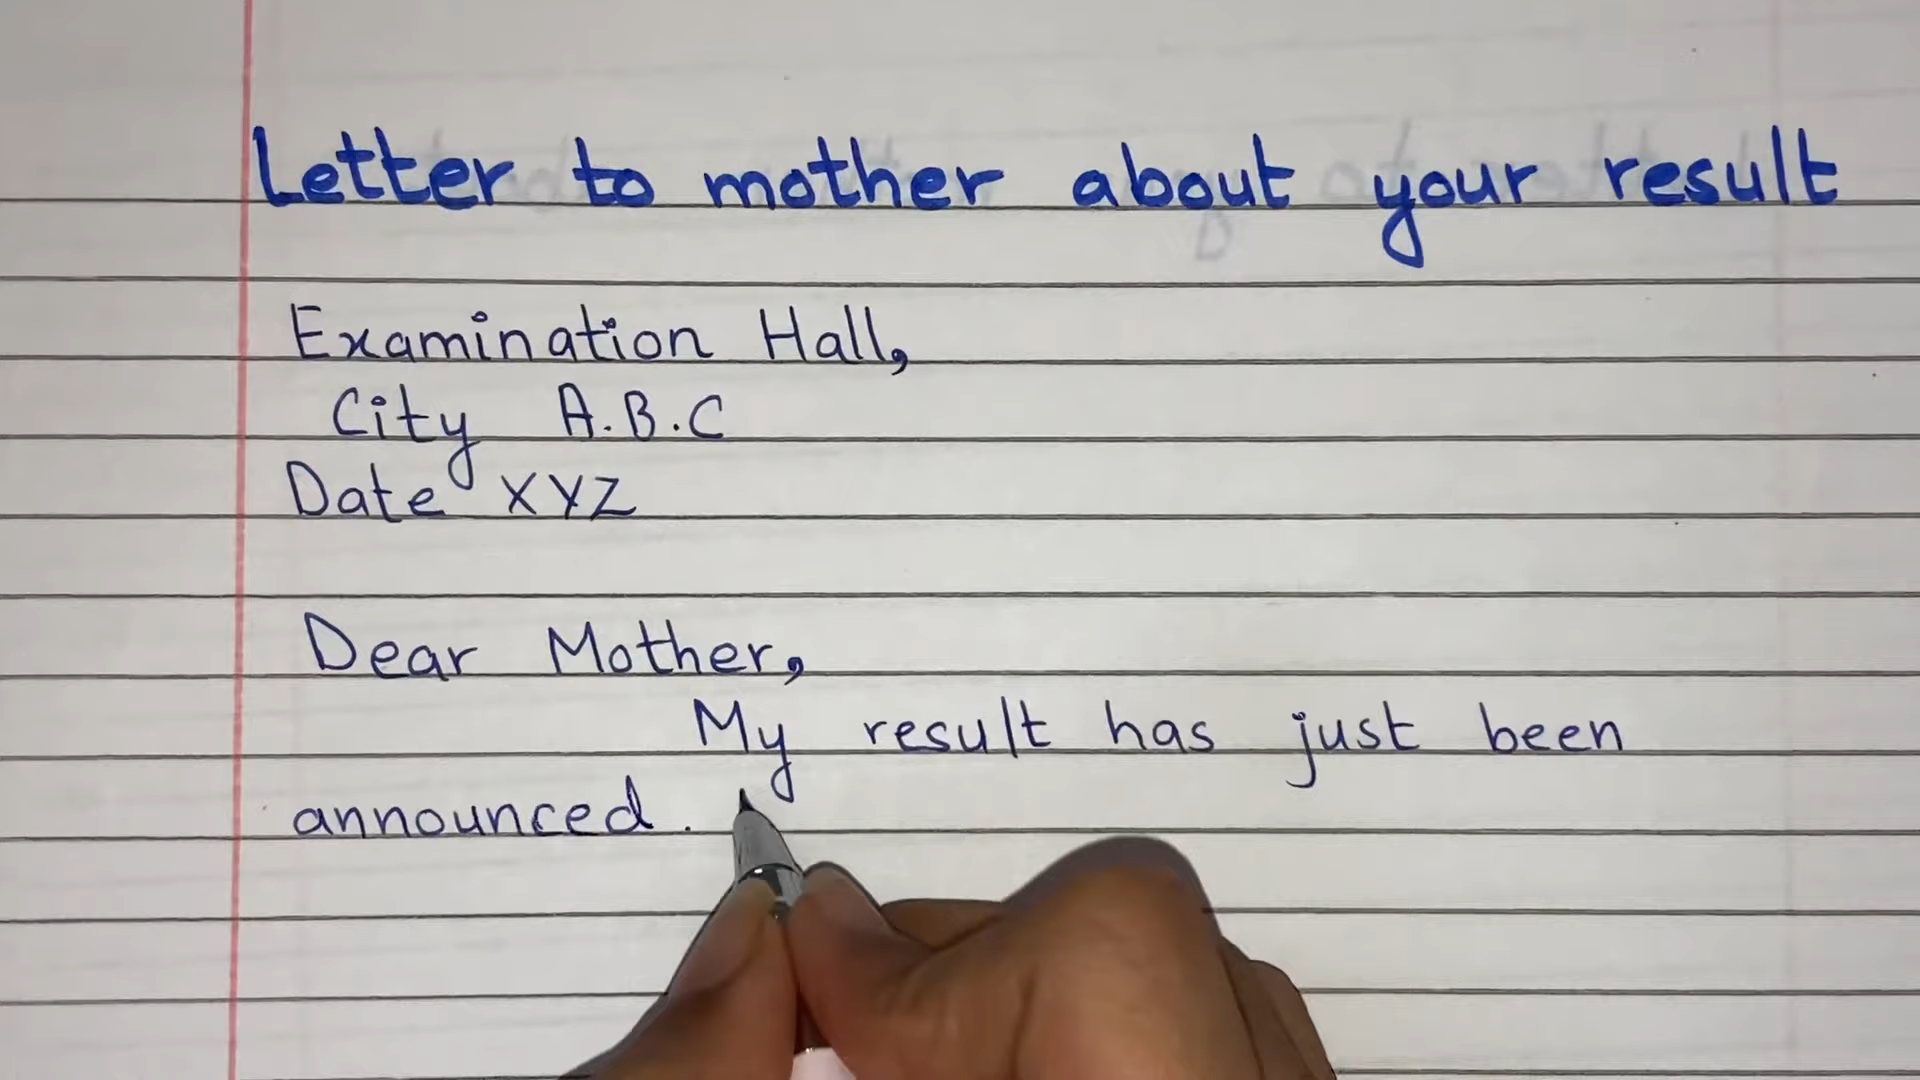 Letter to mother about your result
Examination Hall,
City A.B.C
Date XYZ
Dear Mother,
My result has just been
announced.